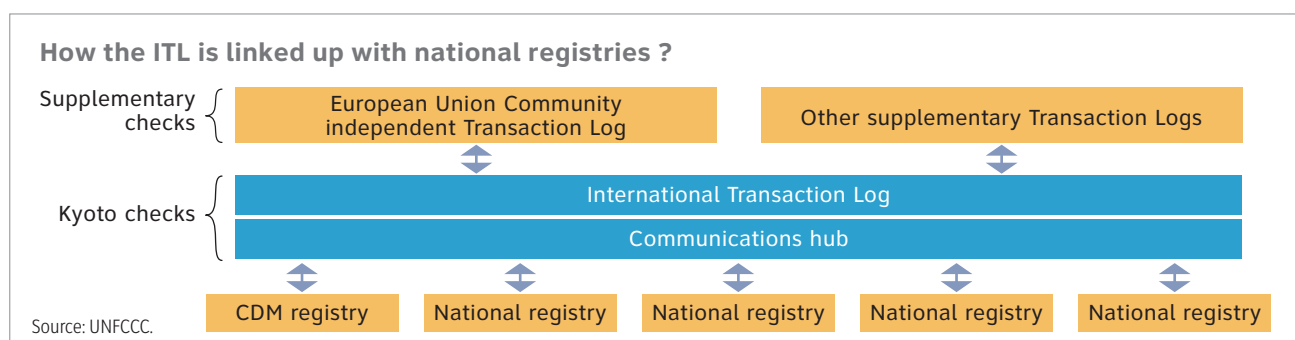 How the ITL is linked up with national registries ?
Supplementary
checks
European Union Community
independent Transaction Log
Other supplementary Transaction Logs
Kyoto checks
International Transaction Log
Communications hub
CDM registry
National registry
National registry
National registry
National registry
Source: UNFCCC.